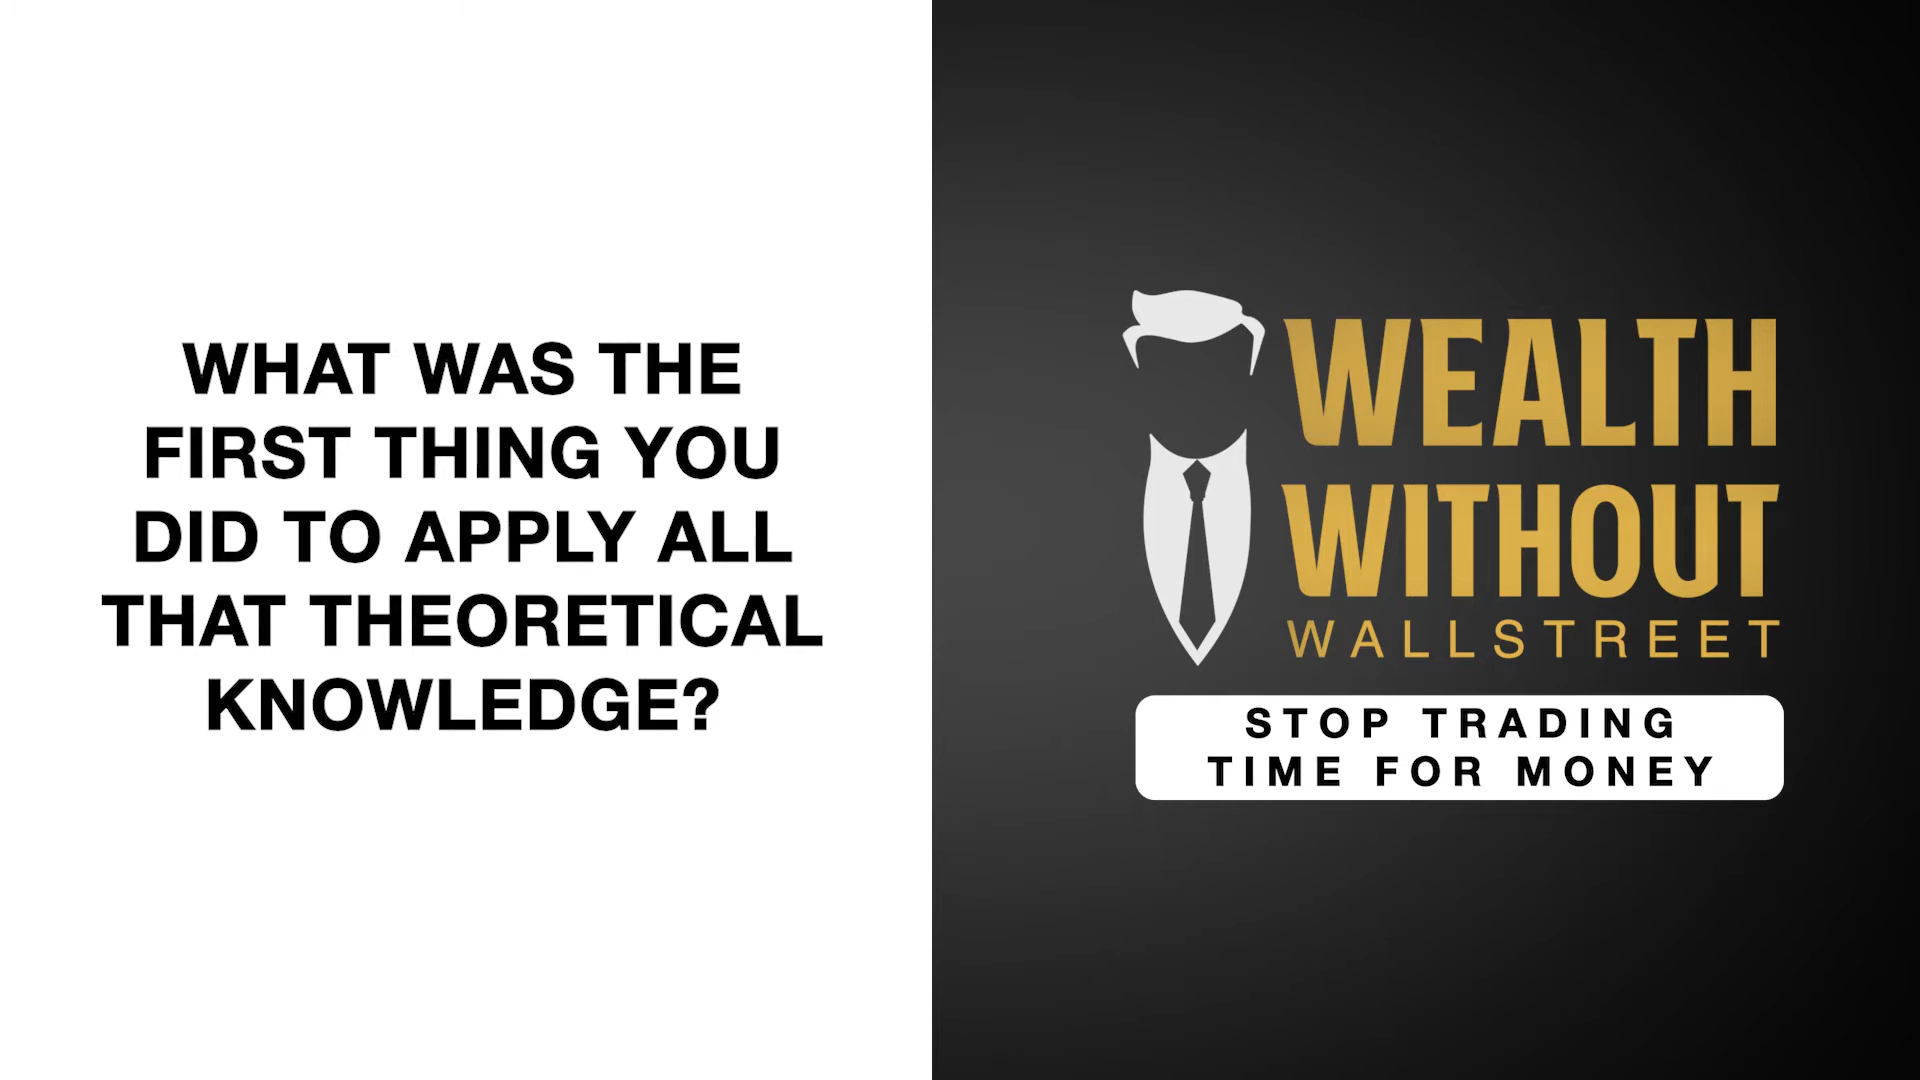 WHAT WAS THE
FIRST THING YOU
DID TO APPLY ALL
THAT THEORETICAL
KNOWLEDGE?
WEALTH
WITHOUT
WALLSTREET
STOP TRADING
TIME FOR MONEY